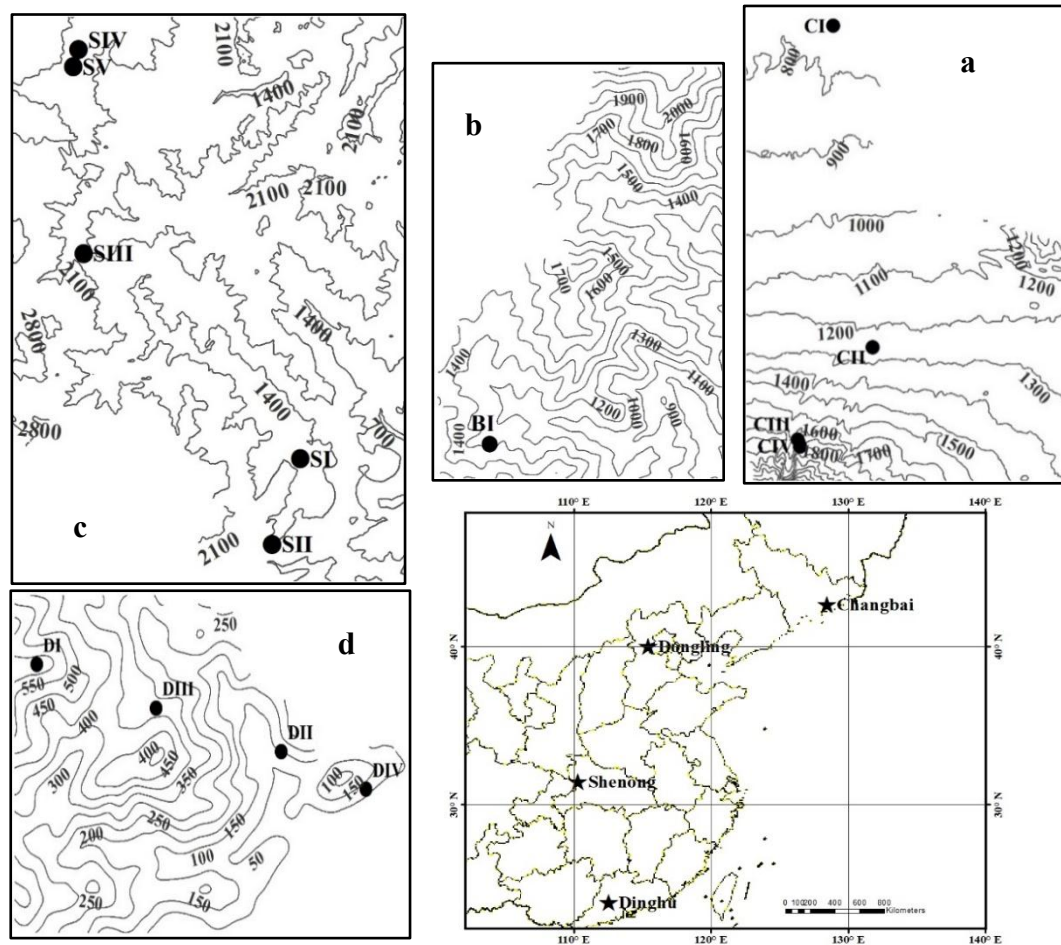 SIV
SV
2100
1400
2100
2100
2100
SIII
2100
2800
1400
1400
2800
700
SI
SII
2100
c
b
1900
2000
1700
1800
1600
1500
1400
1500
1700
1600
1300
1400
1100
1200
1000
900
BI
1400
CI
a
800
900
1000
1200
1100
1200
1200
CII
1300
1400
CIII
1600
CIV
1800
1700
1500
d
250
DI
550
500
DIII
450
400
DII
400
450
300
350
100
DIV
150
250
150
200
100
50
250
150
110° E
120° E
130° E
140° E
N
Changbai
40° N
Dongling
40° N
Shenong
30° N
30° N
Dinghu
0 100 200 400 600 800
Kilometers
110° E
120° E
130° E
140° E